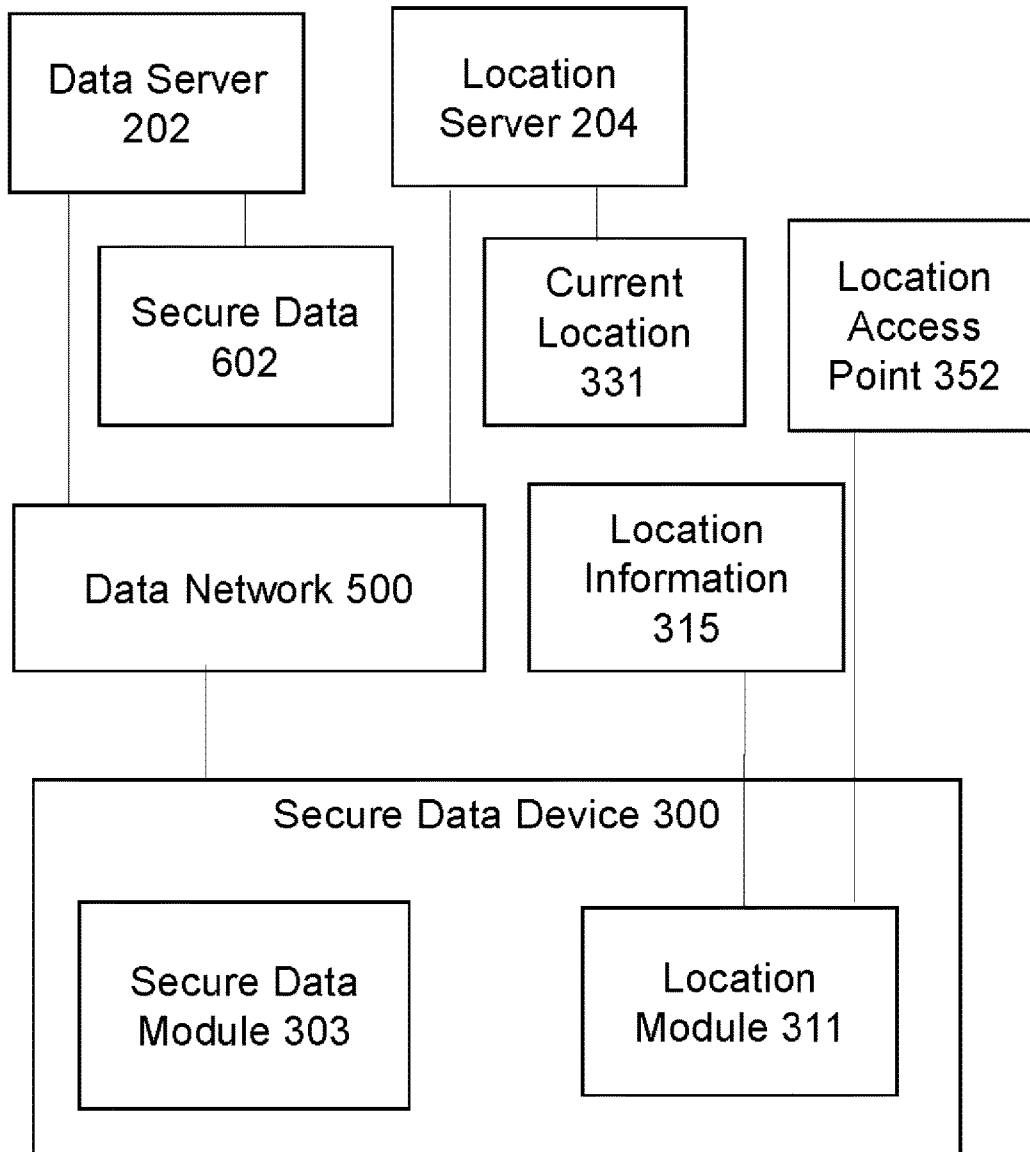 Data Server
202
Location
Server 204
Secure Data
602
Current
Location
331
Location
Access
Point 352
Data Network 500
Location
Information
315
Secure Data Device 300
Secure Data
Module 303
Location
Module 311